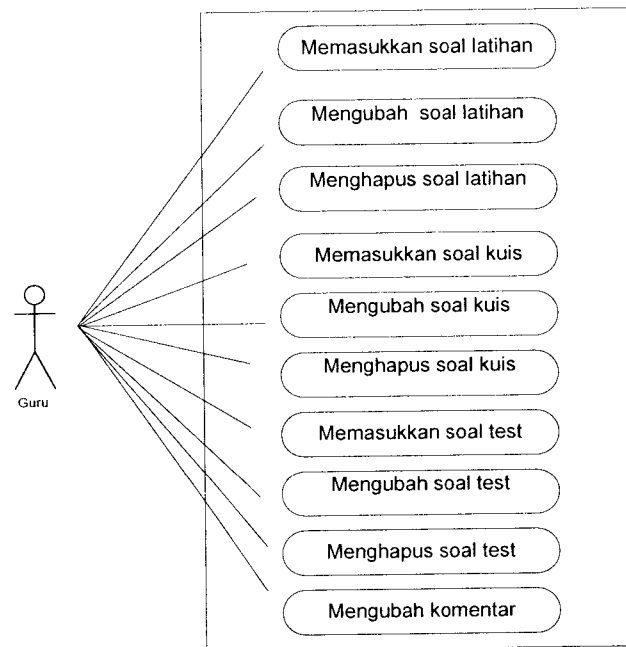 Memasukkan soal latihan
Mengubah soal latihan
Menghapus soal latihan
Memasukkan soal kuis
Mengubah soal kuis
Menghapus soal kuis
Memasukkan soal test
Mengubah soal test
Menghapus soal test
Mengubah komentar
Guru